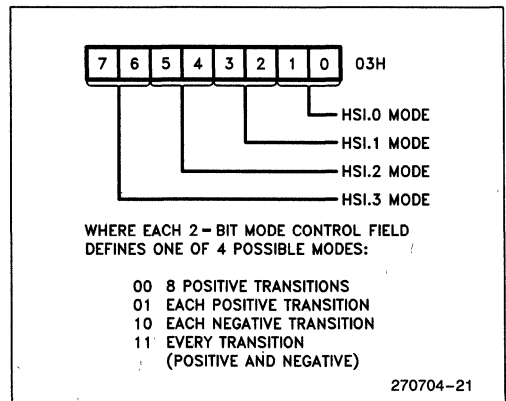 7 6 5 4 3 2 1 0 03H
HSI.0 MODE
HSI.1 MODE
HSI.2 MODE
HSI.3 MODE
WHERE EACH 2-BIT MODE CONTROL FIELD
DEFINES ONE OF 4 POSSIBLE MODES:
00 8 POSITIVE TRANSITIONS
01 EACH POSITIVE TRANSITION
10 EACH NEGATIVE TRANSITION
11 EVERY TRANSITION
(POSITIVE AND NEGATIVE)
270704-21